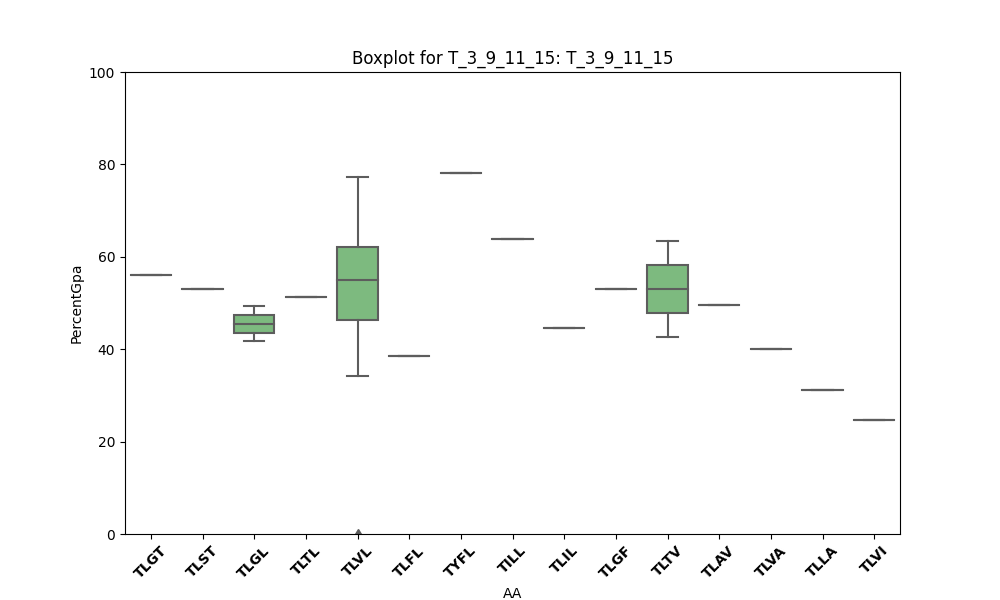 Boxplot for T_3_9_11_15: T_3_9_11_15
100
80
60
40
20
0
PercentGpa
TLGT TLST TLGL TLTL TLVL TLFL TYFL TILL TLIL TLGF TLTV TLAV TLVA TLLA TLVI
AA